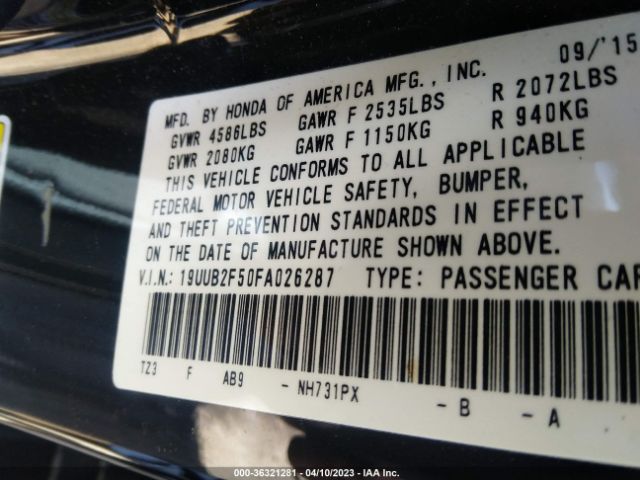 09/'15
MFD. BY HONDA OF AMERICA MFG., INC.
GVWR 4586LBS GAWR F 2535LBS R 2072LBS
GVWR 2080KG GAWR F 1150KG R 940KG
THIS VEHICLE CONFORMS TO ALL APPLICABLE
FEDERAL MOTOR VEHICLE SAFETY, BUMPER,
AND THEFT PREVENTION STANDARDS IN EFFECT
ON THE DATE OF MANUFACTURE SHOWN ABOVE.
V.I.N.: 19UUB2F50FA026287 TYPE: PASSENGER CAR
TZ3 F AB9 - NH731PX - B - A
000-36321281 - 04/10/2023 - IAA Inc.